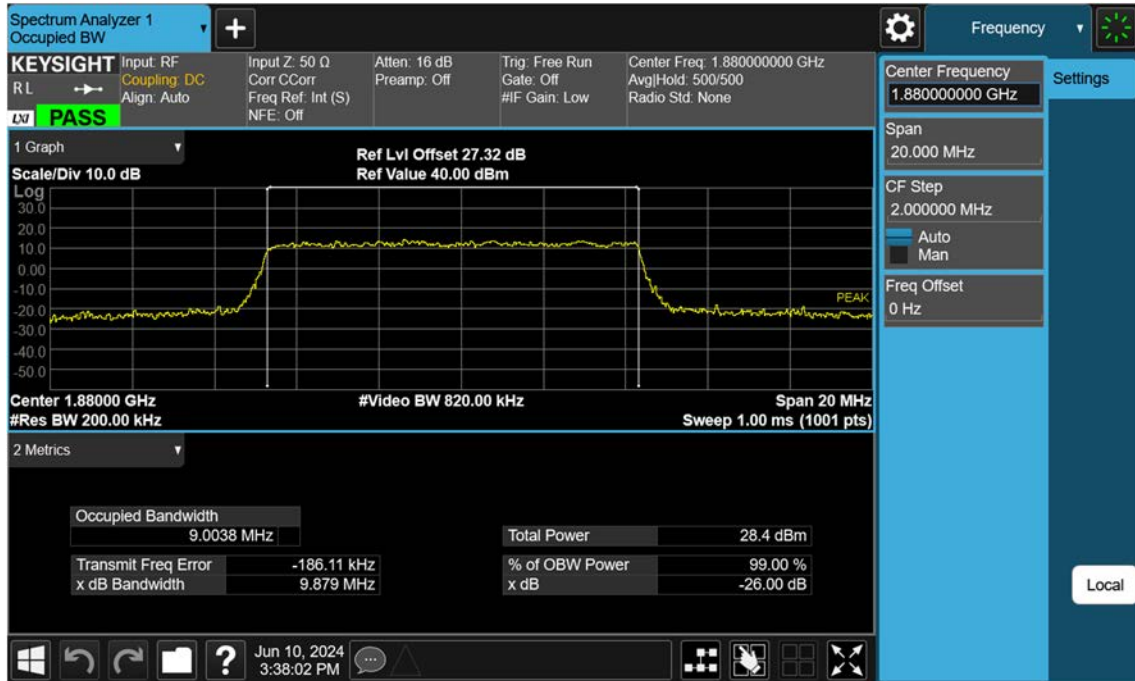 Spectrum Analyzer 1
Occupied BW
+
Frequency
KEYSIGHT
R L
LXI PASS
Input: RF
Coupling: DC
Align: Auto
Input Z: 50 Ω
Corr CCorr
Freq Ref: Int (S)
NFE: Off
Atten: 16 dB
Preamp: Off
Trig: Free Run
Gate: Off
#IF Gain: Low
Center Freq: 1.880000000 GHz
Avg|Hold: 500/500
Radio Std: None
1 Graph
Scale/Div 10.0 dB
Ref Lvl Offset 27.32 dB
Ref Value 40.00 dBm
Log
30.0
20.0
10.0
0.00
-10.0
-20.0
-30.0
-40.0
-50.0
PEAK
Center 1.88000 GHz
#Video BW 820.00 kHz
Span 20 MHz
#Res BW 200.00 kHz
Sweep 1.00 ms (1001 pts)
2 Metrics
Occupied Bandwidth
9.0038 MHz
Total Power 28.4 dBm
Transmit Freq Error -186.11 kHz
% of OBW Power 99.00 %
x dB Bandwidth 9.879 MHz
x dB -26.00 dB
?
Jun 10, 2024
3:38:02 PM
Center Frequency
1.880000000 GHz
Settings
Span
20.000 MHz
CF Step
2.000000 MHz
Auto
Man
Freq Offset
0 Hz
Local